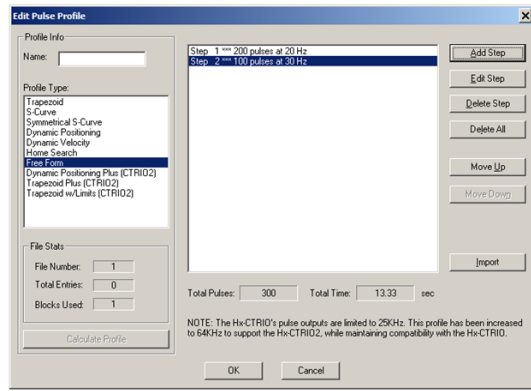 Edit Pulse Profile
Profile Info
Name:
Profile Type:
Trapezoid
S-Curve
Symmetrical S-Curve
Dynamic Positioning
Dynamic Velocity
Home Search
Free Form
Dynamic Positioning Plus (CTRIO2)
Trapezoid Plus (CTRIO2)
Trapezoid w/Limits (CTRIO2)
File Stats
File Number: 1
Total Entries: 0
Blocks Used: 1
Calculate Profile
Step 1 *** 200 pulses at 20 Hz
Step 2 *** 100 pulses at 30 Hz
Total Pulses: 300 Total Time: 13.33 sec
NOTE: The Hx-CTRIO's pulse outputs are limited to 25KHz. This profile has been increased
to 64KHz to support the Hx-CTRIO2, while maintaining compatibility with the Hx-CTRIO.
Add Step
Edit Step
Delete Step
Delete All
Move Up
Move Down
Import
OK Cancel